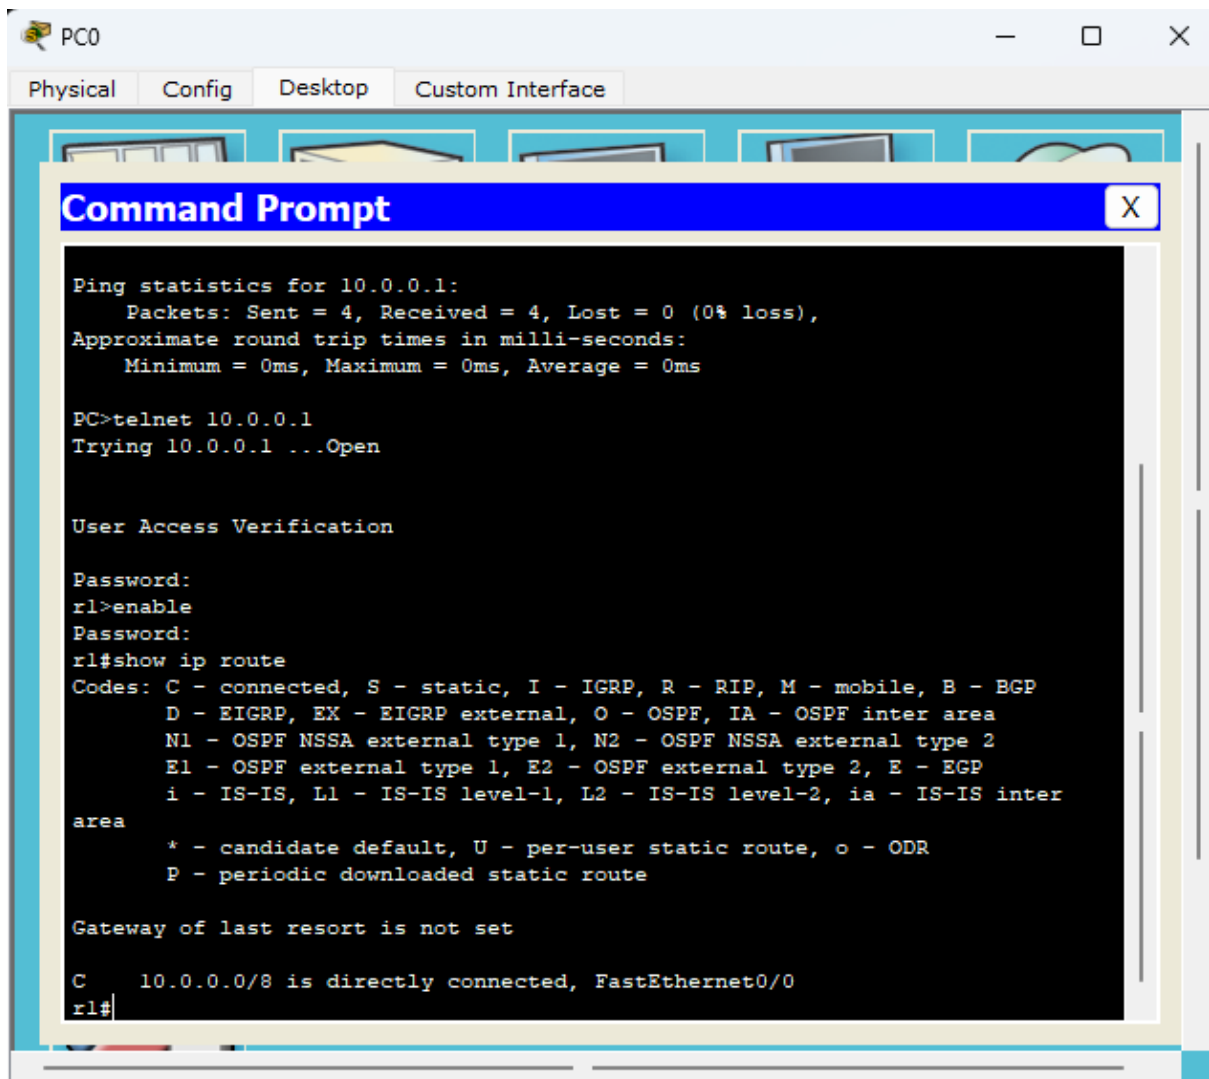 PC0
Physical Config Desktop Custom Interface
Command Prompt
X
Ping statistics for 10.0.0.1:
    Packets: Sent = 4, Received = 4, Lost = 0 (0% loss),
Approximate round trip times in milli-seconds:
    Minimum = 0ms, Maximum = 0ms, Average = 0ms
PC>telnet 10.0.0.1
Trying 10.0.0.1 ...Open
User Access Verification
Password:
r1>enable
Password:
r1#show ip route
Codes: C - connected, S - static, I - IGRP, R - RIP, M - mobile, B - BGP
       D - EIGRP, EX - EIGRP external, O - OSPF, IA - OSPF inter area
       N1 - OSPF NSSA external type 1, N2 - OSPF NSSA external type 2
       E1 - OSPF external type 1, E2 - OSPF external type 2, E - EGP
       i - IS-IS, L1 - IS-IS level-1, L2 - IS-IS level-2, ia - IS-IS inter
area
       * - candidate default, U - per-user static route, o - ODR
       P - periodic downloaded static route
Gateway of last resort is not set
C    10.0.0.0/8 is directly connected, FastEthernet0/0
r1#